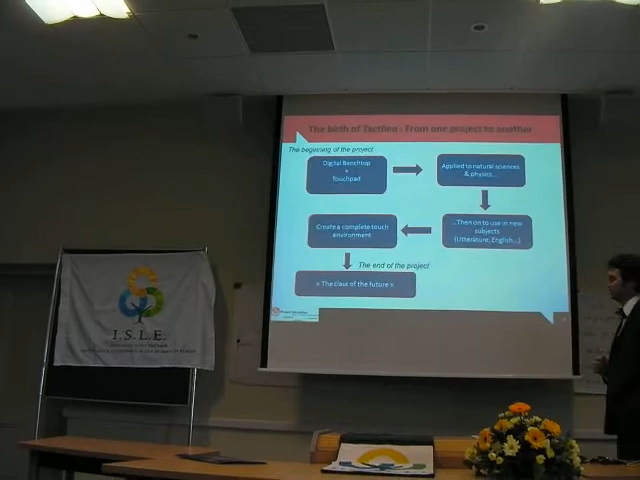 The birth of Tactileo : From one project to another
The beginning of the project
Digital Benchtop
+
Touchpad
Applied to natural sciences
& physics...
...Then on to use in new
subjects
(Litterature, English...)
Create a complete touch
environment
The end of the project
« The class of the future »
I.S.L.E.